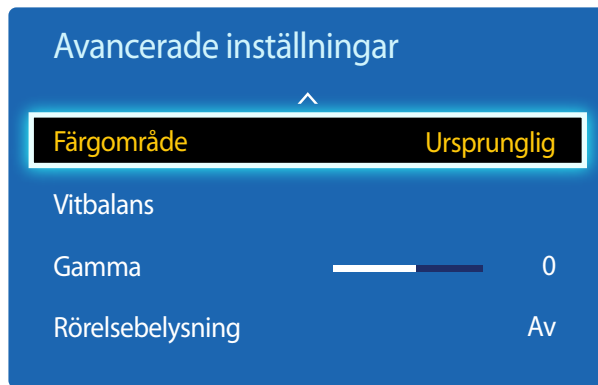 Avancerade inställningar
Färgområde Ursprunglig
Vitbalans
Gamma 0
Rörelsebelysning Av